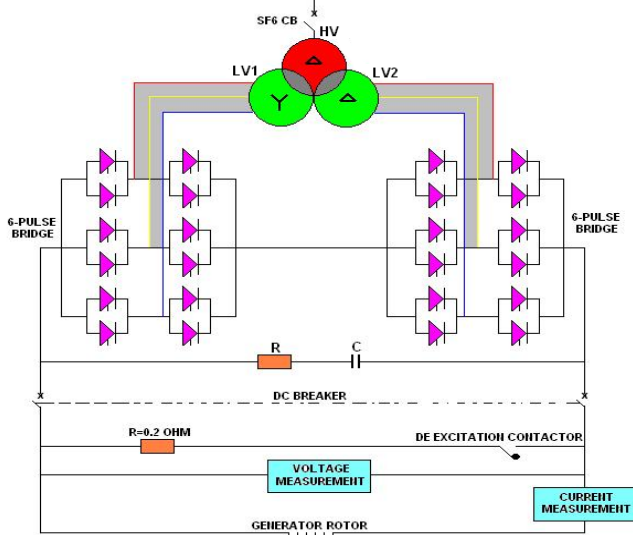 SF6 CB
HV
LV1
LV2
6-PULSE
BRIDGE
6-PULSE
BRIDGE
R
C
DC BREAKER
R=0.2 OHM
DE EXCITATION CONTACTOR
VOLTAGE
MEASUREMENT
CURRENT
MEASUREMENT
GENERATOR ROTOR